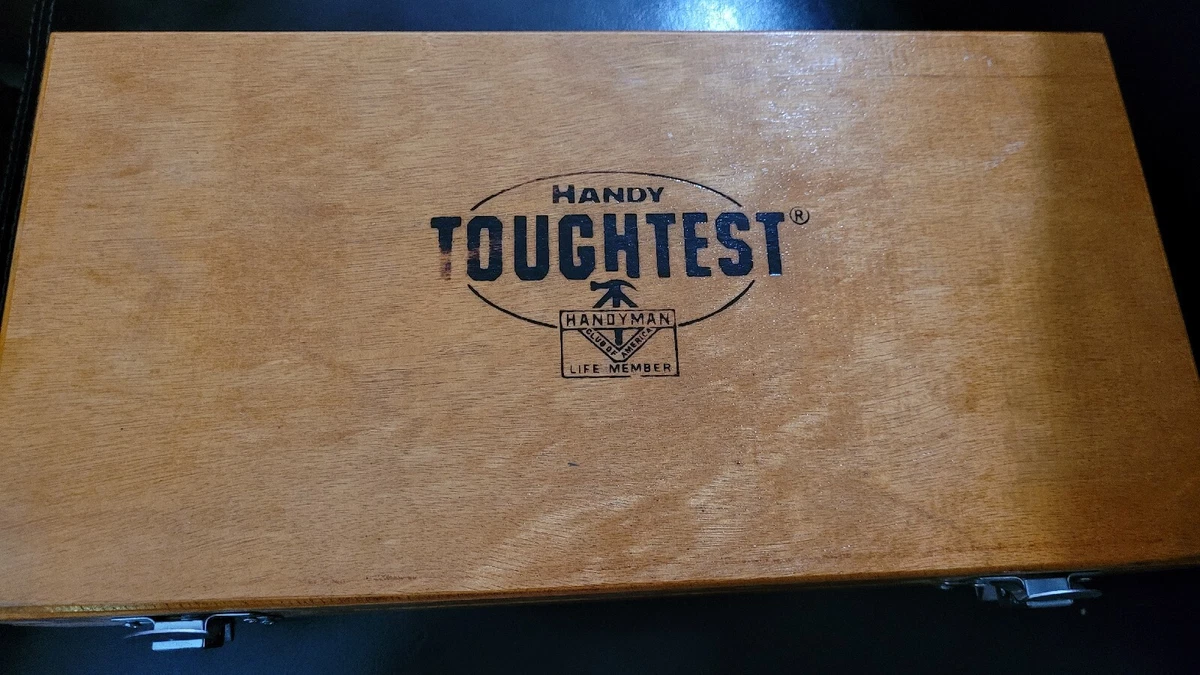 HANDY
TOUGHTEST®
HANDYMAN
CLUB OF AMERICA
LIFE MEMBER